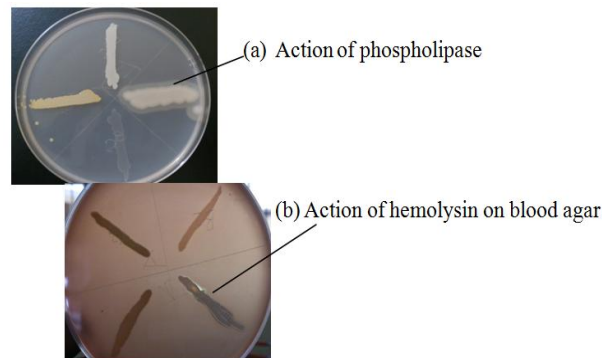 (a) Action of phospholipase
(b) Action of hemolysin on blood agar